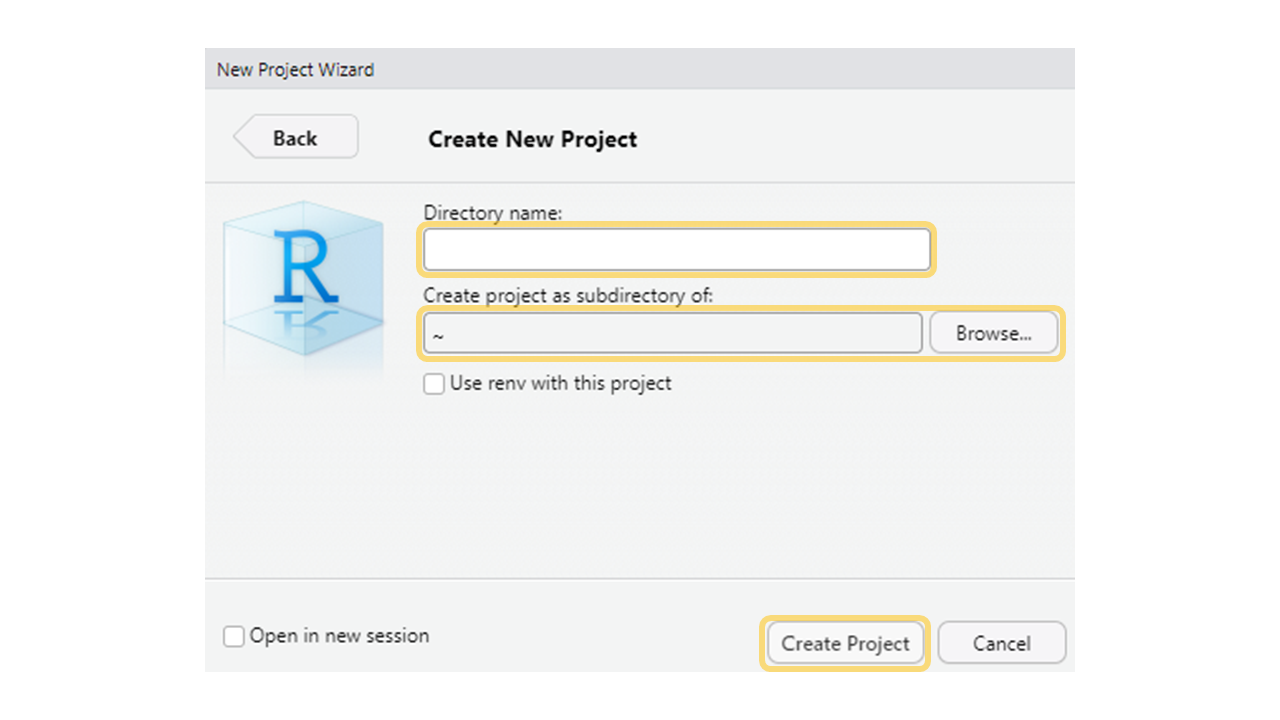 New Project Wizard
Back
Create New Project
R
Directory name:
Create project as subdirectory of:
~
Browse...
Use renv with this project
Open in new session
Create Project
Cancel